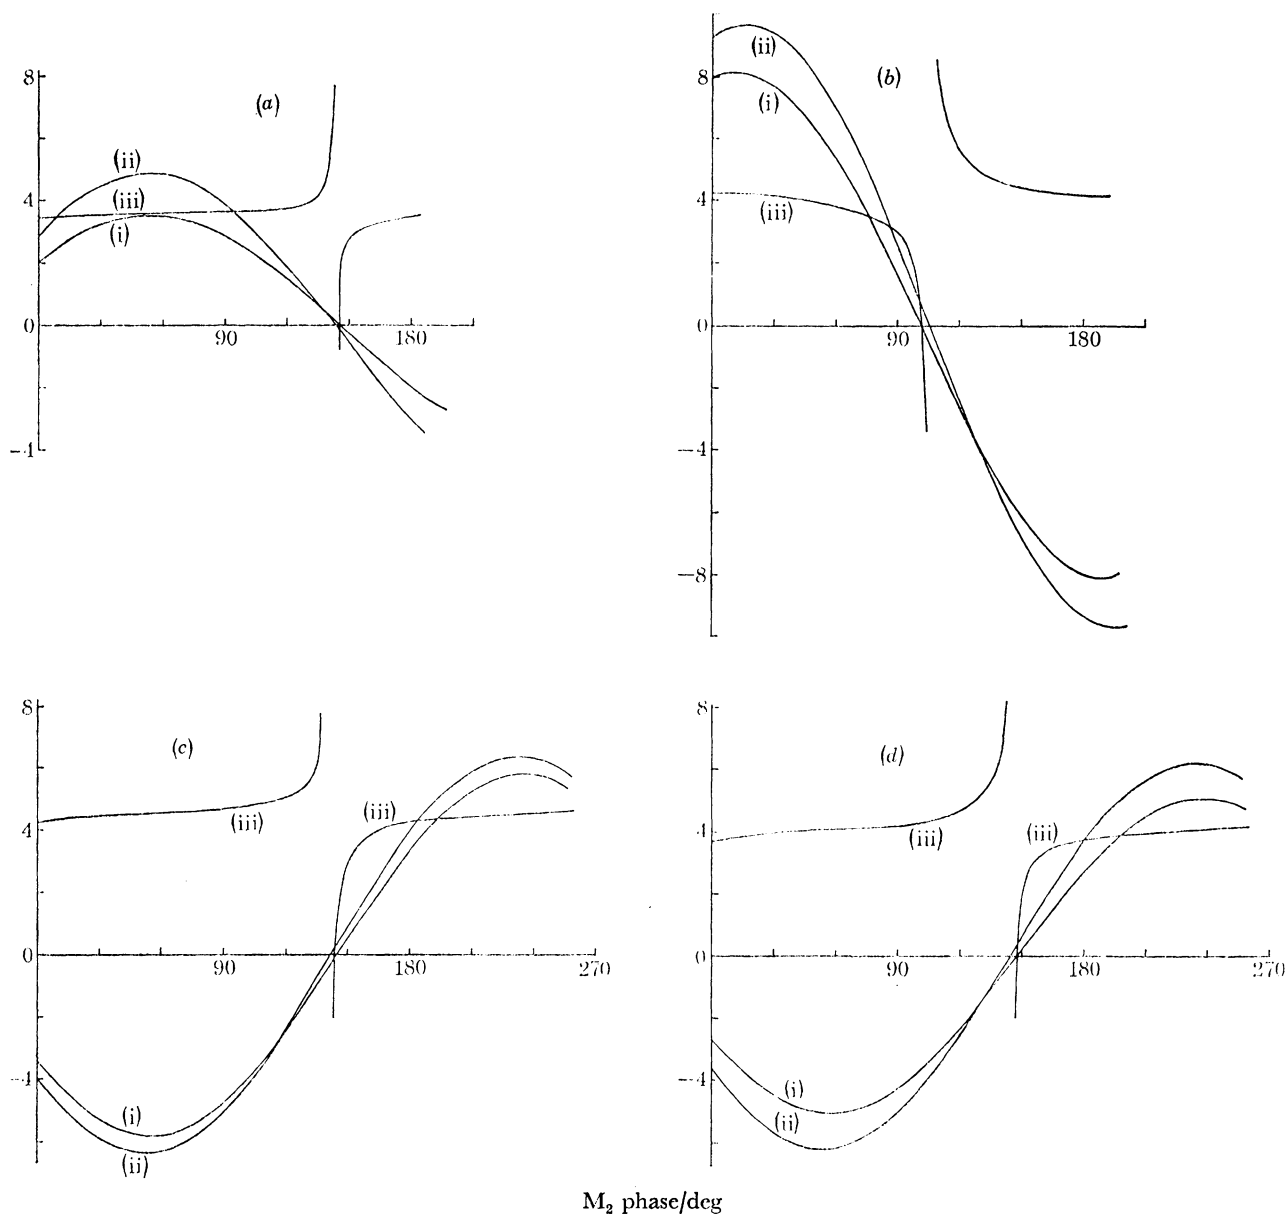 (a)
8
(ii)
(iii)
4
(i)
0
90
180
-4
(b)
(ii)
8
(i)
4
(iii)
0
90
180
-4
-8
(c)
8
(iii)
(iii)
4
0
90
180
270
-4
(i)
(ii)
(d)
8
4
(iii)
(iii)
0
90
180
270
-4
(i)
(ii)
M₂ phase/deg